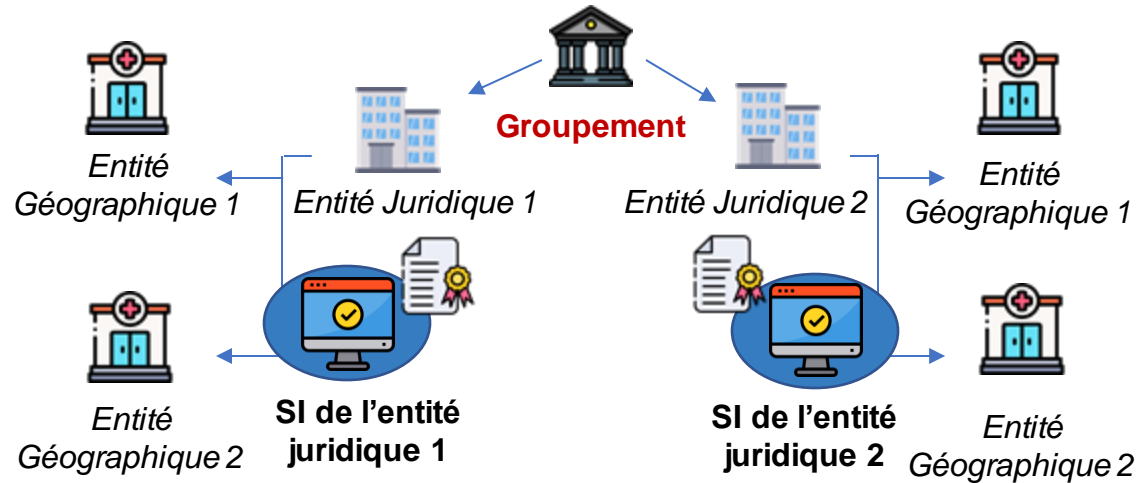 Groupement
Entité
Géographique 1
Entité Juridique 1
Entité Juridique 2
Entité
Géographique 1
Entité
Géographique 2
SI de l’entité
juridique 1
SI de l’entité
juridique 2
Entité
Géographique 2